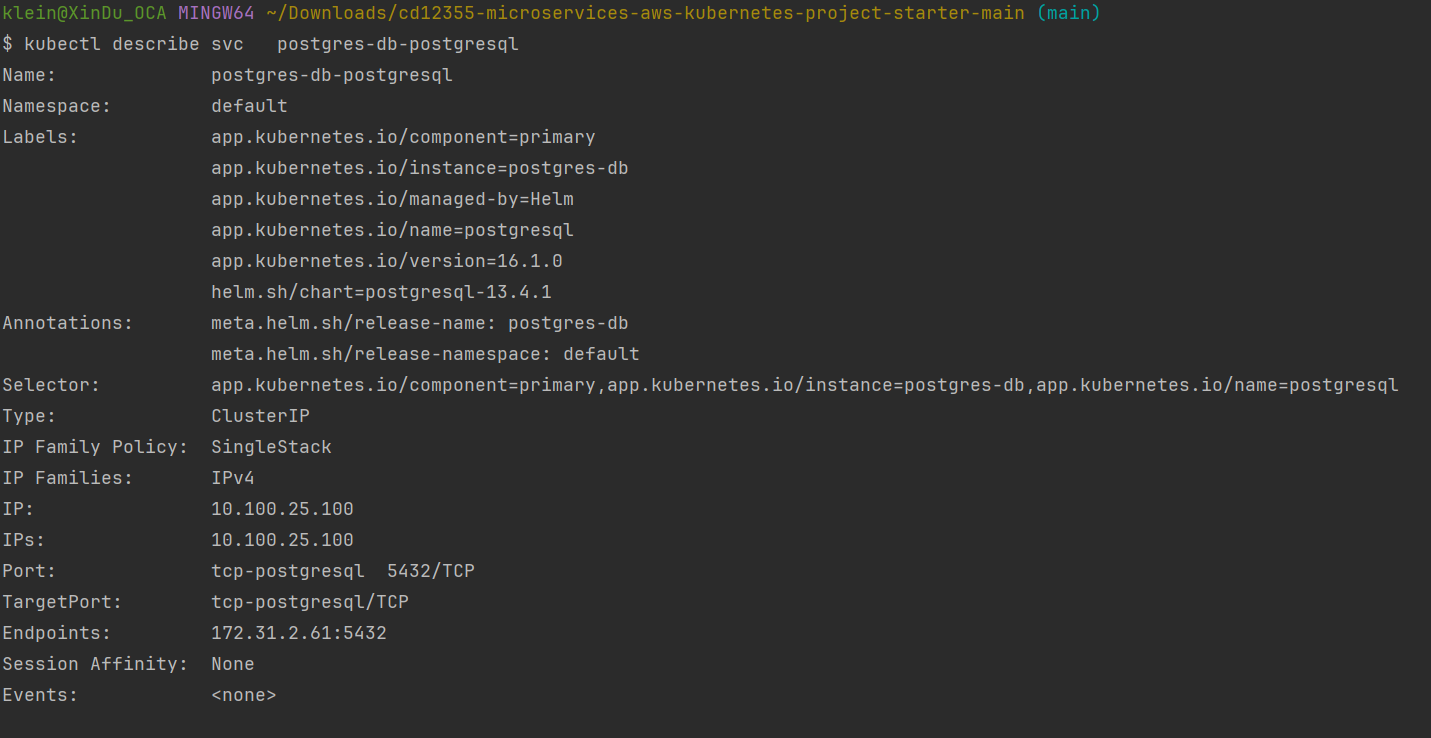 klein@XinDu_OCA MINGW64 ~/Downloads/cd12355-microservices-aws-kubernetes-project-starter-main (main)
$ kubectl describe svc   postgres-db-postgresql
Name:              postgres-db-postgresql
Namespace:         default
Labels:            app.kubernetes.io/component=primary
                   app.kubernetes.io/instance=postgres-db
                   app.kubernetes.io/managed-by=Helm
                   app.kubernetes.io/name=postgresql
                   app.kubernetes.io/version=16.1.0
                   helm.sh/chart=postgresql-13.4.1
Annotations:       meta.helm.sh/release-name: postgres-db
                   meta.helm.sh/release-namespace: default
Selector:          app.kubernetes.io/component=primary,app.kubernetes.io/instance=postgres-db,app.kubernetes.io/name=postgresql
Type:              ClusterIP
IP Family Policy:  SingleStack
IP Families:       IPv4
IP:                10.100.25.100
IPs:               10.100.25.100
Port:              tcp-postgresql  5432/TCP
TargetPort:        tcp-postgresql/TCP
Endpoints:         172.31.2.61:5432
Session Affinity:  None
Events:            <none>